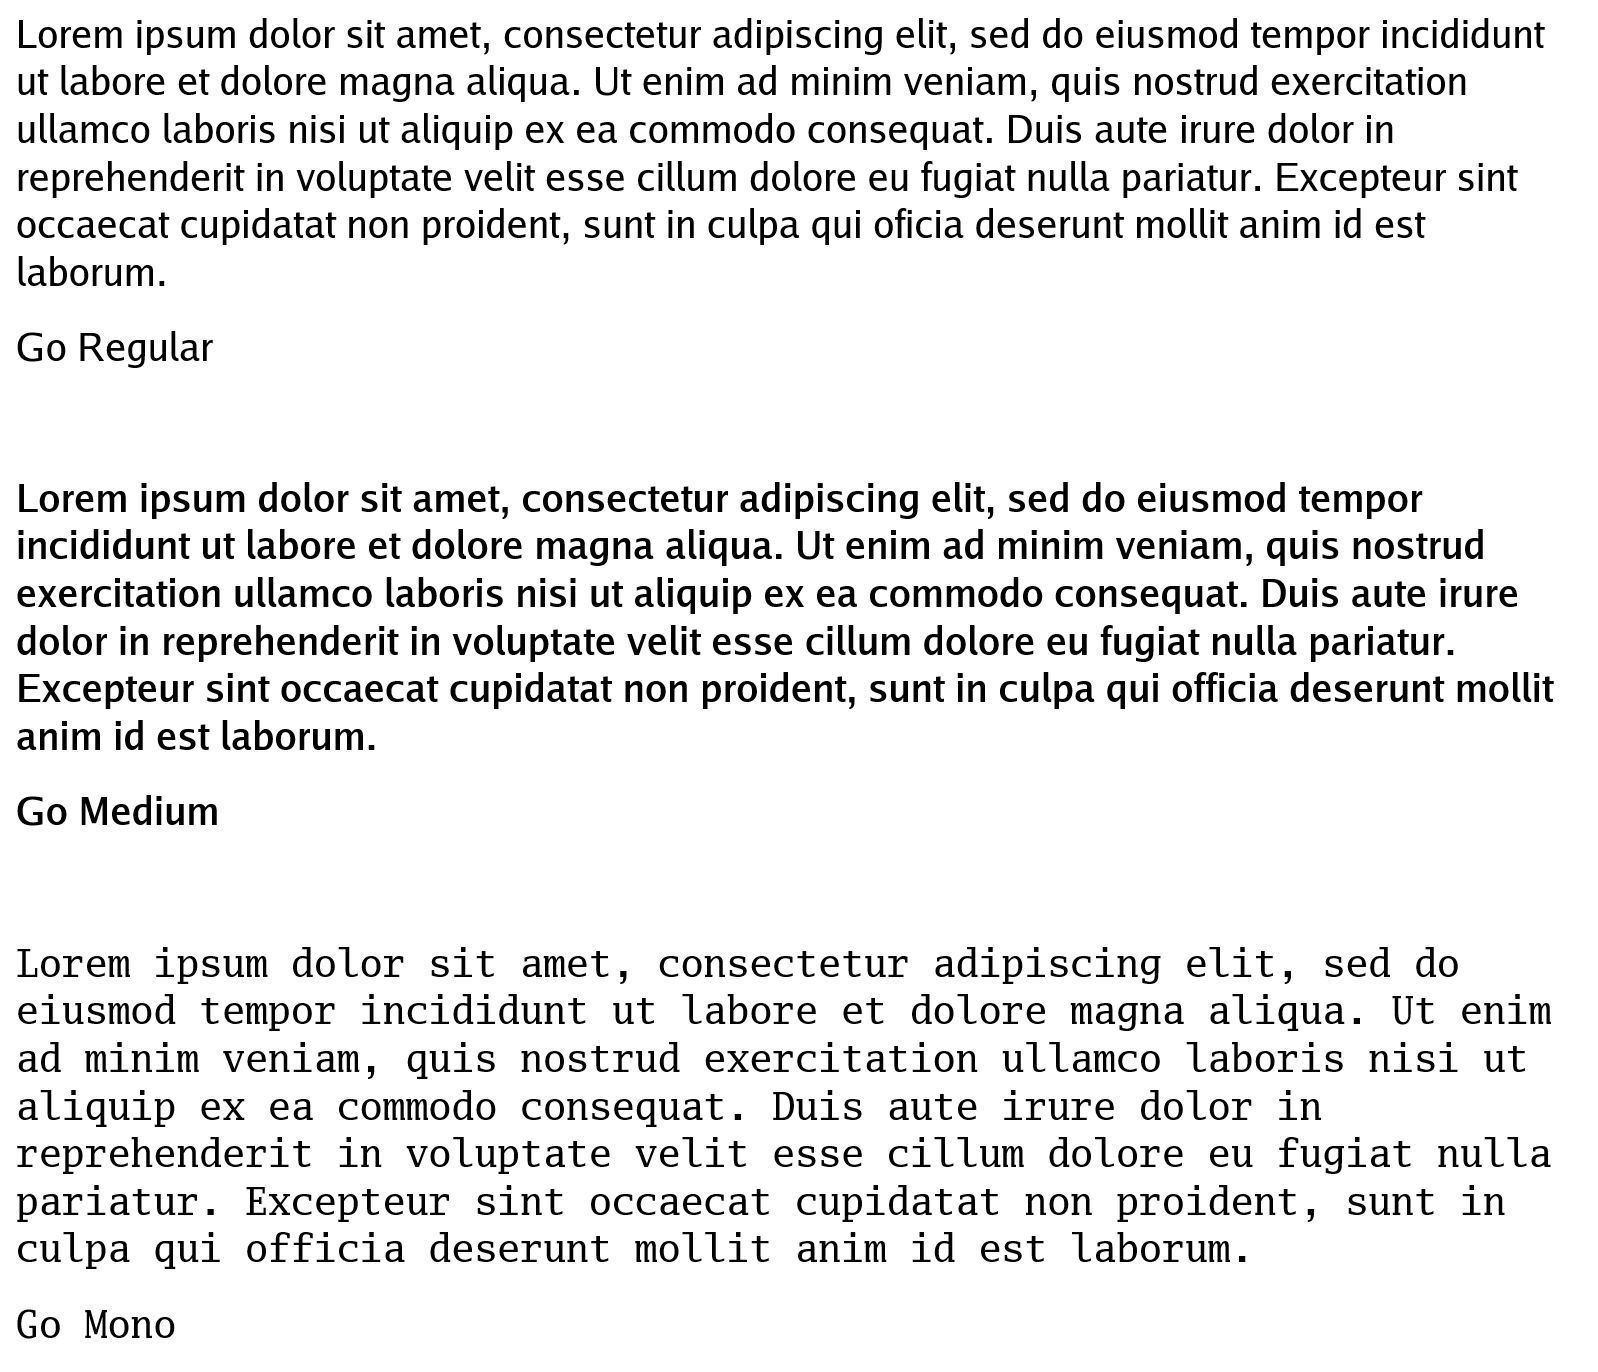 Lorem ipsum dolor sit amet, consectetur adipiscing elit, sed do eiusmod tempor incididunt
ut labore et dolore magna aliqua. Ut enim ad minim veniam, quis nostrud exercitation
ullamco laboris nisi ut aliquip ex ea commodo consequat. Duis aute irure dolor in
reprehenderit in voluptate velit esse cillum dolore eu fugiat nulla pariatur. Excepteur sint
occaecat cupidatat non proident, sunt in culpa qui oficia deserunt mollit anim id est
laborum.
Go Regular
Lorem ipsum dolor sit amet, consectetur adipiscing elit, sed do eiusmod tempor
incididunt ut labore et dolore magna aliqua. Ut enim ad minim veniam, quis nostrud
exercitation ullamco laboris nisi ut aliquip ex ea commodo consequat. Duis aute irure
dolor in reprehenderit in voluptate velit esse cillum dolore eu fugiat nulla pariatur.
Excepteur sint occaecat cupidatat non proident, sunt in culpa qui officia deserunt mollit
anim id est laborum.
Go Medium
Lorem ipsum dolor sit amet, consectetur adipiscing elit, sed do
eiusmod tempor incididunt ut labore et dolore magna aliqua. Ut enim
ad minim veniam, quis nostrud exercitation ullamco laboris nisi ut
aliquip ex ea commodo consequat. Duis aute irure dolor in
reprehenderit in voluptate velit esse cillum dolore eu fugiat nulla
pariatur. Excepteur sint occaecat cupidatat non proident, sunt in
culpa qui officia deserunt mollit anim id est laborum.
Go Mono